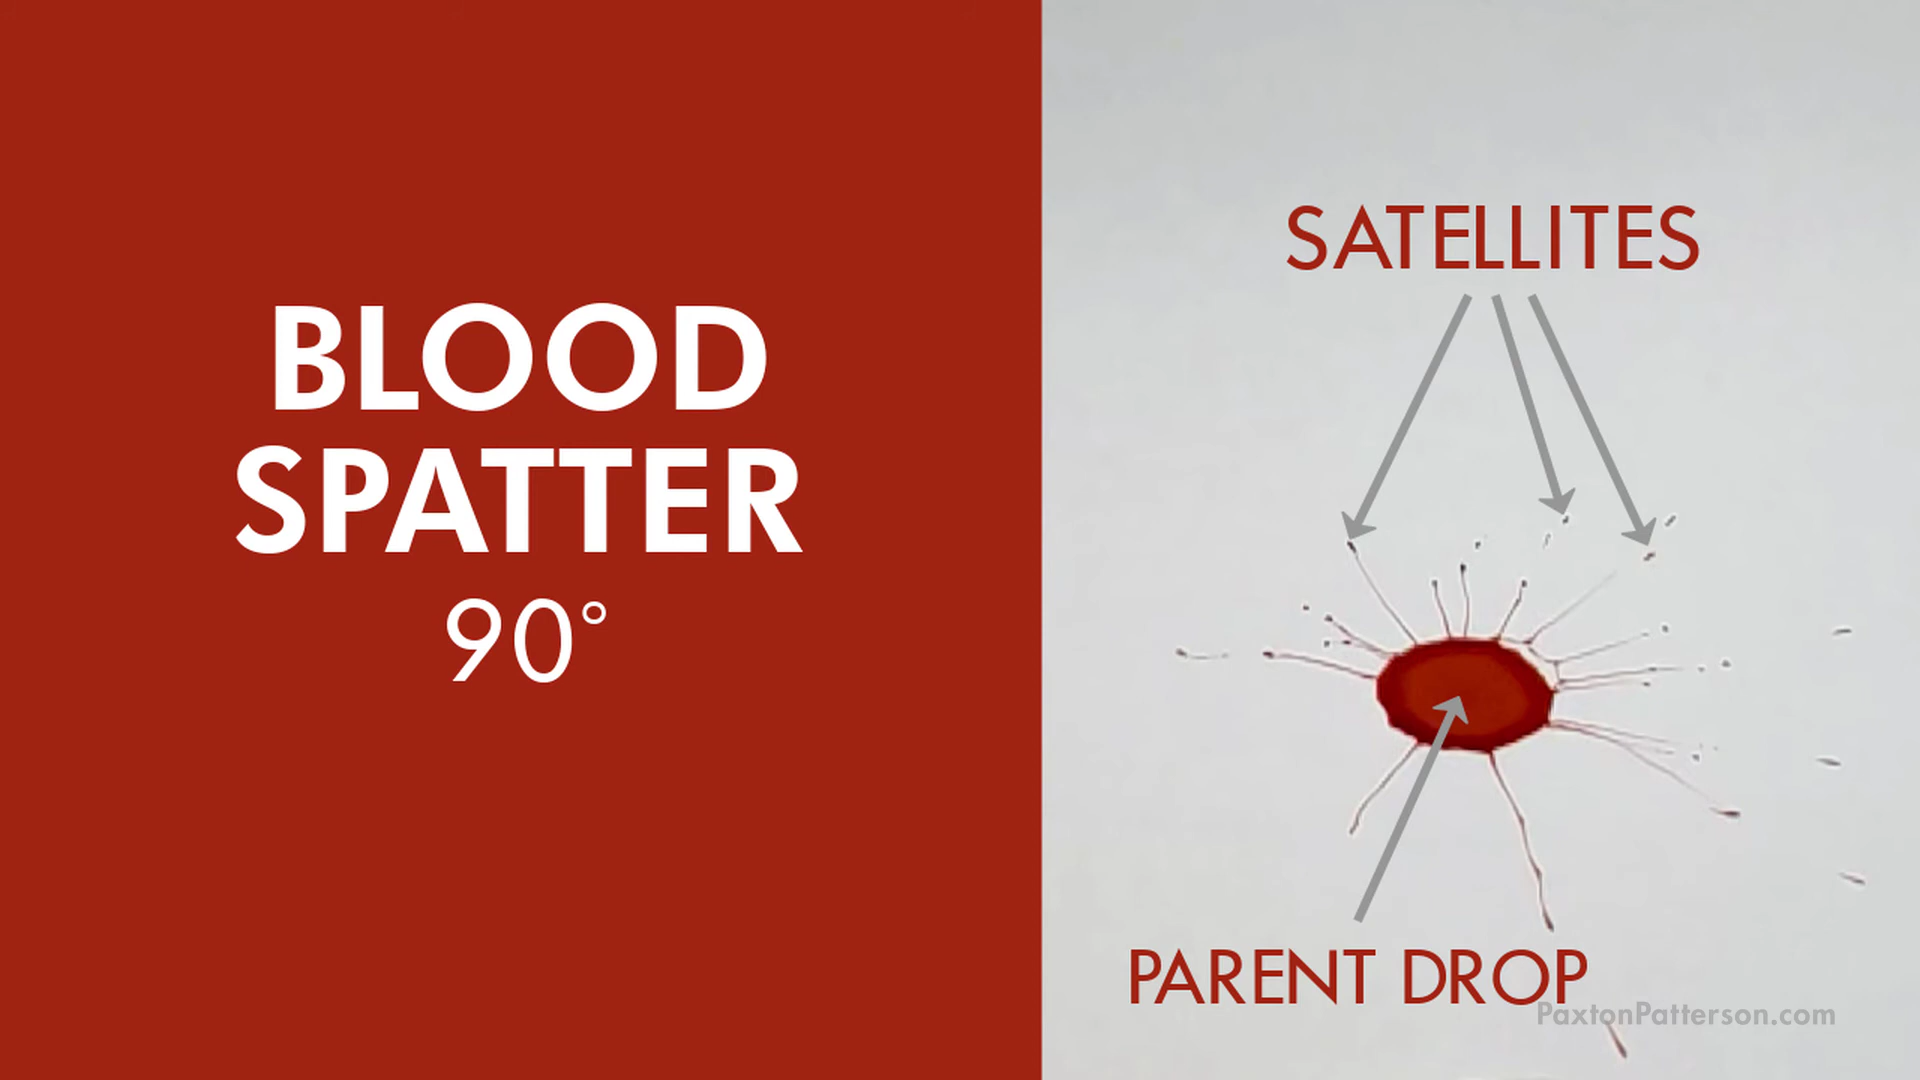 BLOOD
SPATTER
90°
SATELLITES
PARENT DROP
PaxtonPatterson.com